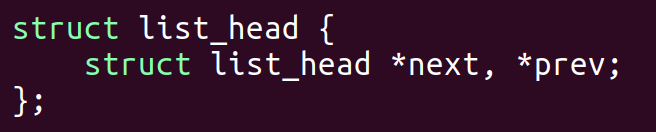 struct list_head {
    struct list_head *next, *prev;
};